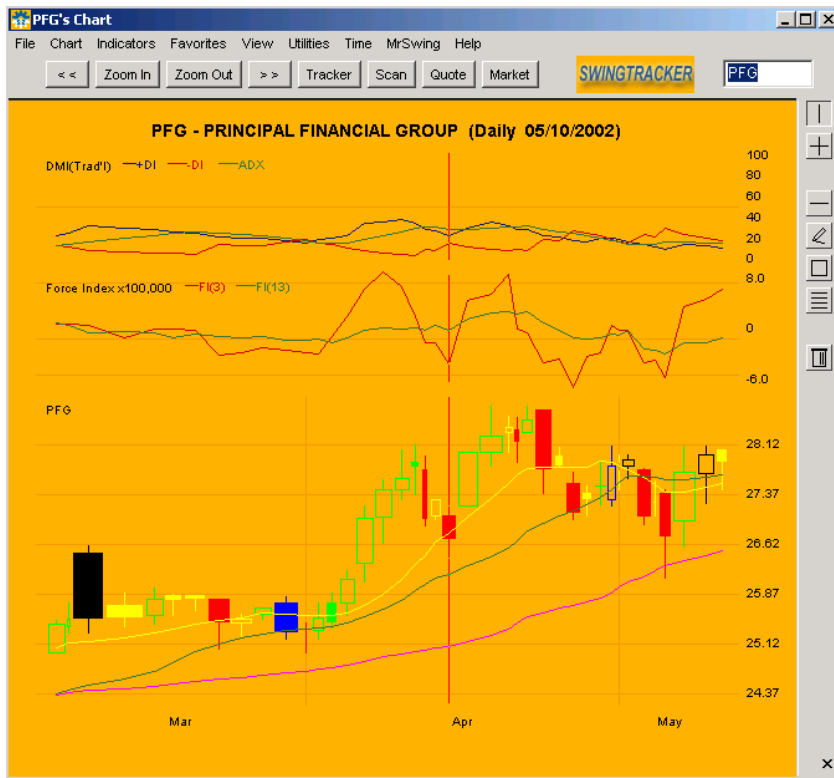 PFG's Chart
File Chart Indicators Favorites View Utilities Time MrSwing Help
<< Zoom In Zoom Out >> Tracker Scan Quote Market SWINGTRACKER PFG
PFG - PRINCIPAL FINANCIAL GROUP (Daily 05/10/2002)
DMI(Trad'l) +DI -DI ADX
100
80
60
40
20
0
Force Index x100,000 FI(3) FI(13)
8.0
0
-6.0
PFG
28.12
27.37
26.62
25.87
25.12
24.37
Mar Apr May